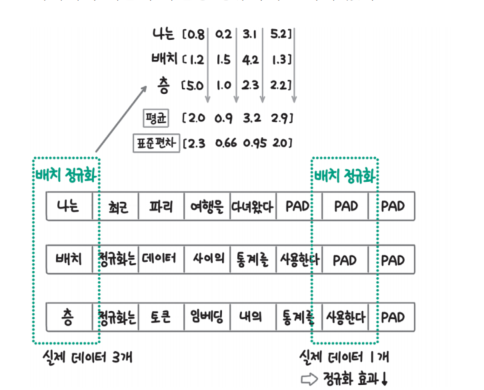 나는 [0.8 0.2 3.1 5.2]
배치 [1.2 1.5 4.2 1.3]
층 [5.0 1.0 2.3 2.2]
평균 [2.0 0.9 3.2 2.9]
표준편차 [2.3 0.66 0.95 2.0]
배치 정규화 배치 정규화
나는 최근 파리 여행을 다녀왔다 PAD PAD PAD
배치 정규화는 데이터 사이의 통계를 사용한다 PAD PAD
층 정규화는 토큰 임베딩 내의 통계를 사용한다 PAD
실제 데이터 3개 실제 데이터 1개
⇨ 정규화 효과↓